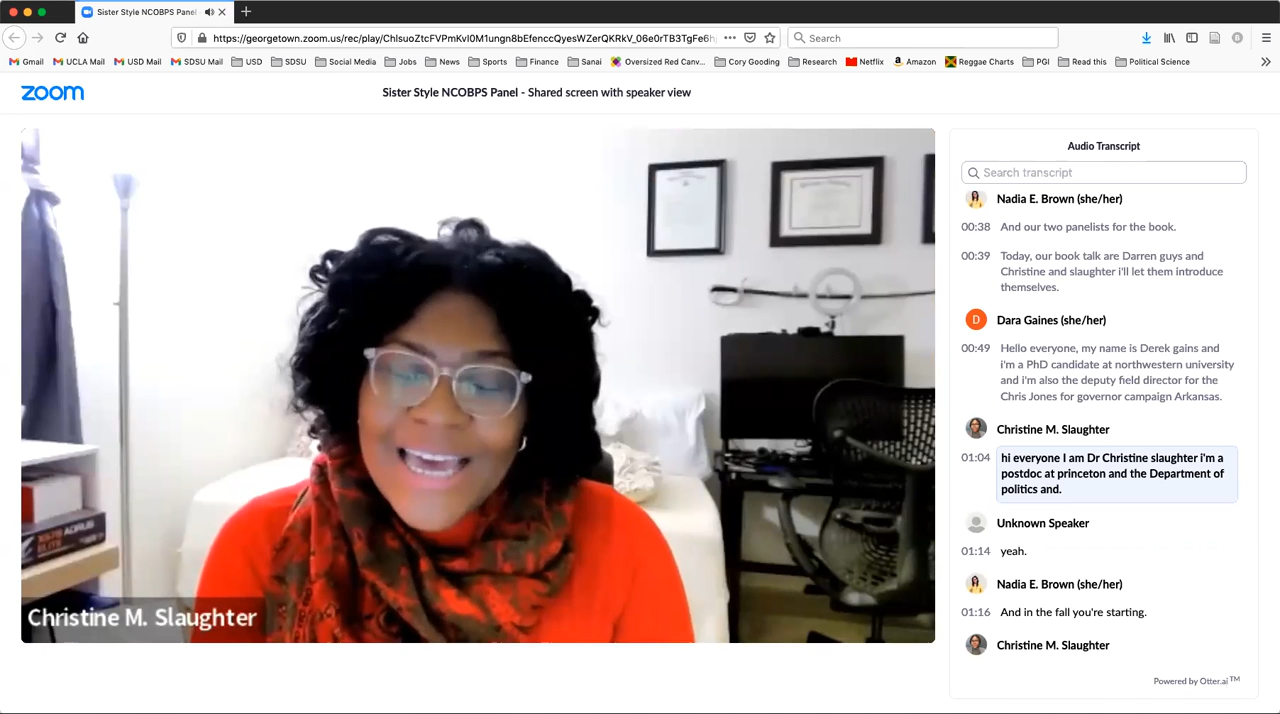 Sister Style NCOBPS Panel
https://georgetown.zoom.us/rec/play/ChlsuoZtcFVPmKvI0M1ungn8bEfenccQyesWZerQKRkV_06e0rTB3TgFe6h
Search
Gmail UCLA Mail USD Mail SDSU Mail USD SDSU Social Media Jobs News Sports Finance Sanai Oversized Red Canv... Cory Gooding Research Netflix Amazon Reggae Charts PGI Read this Political Science
zoom
Sister Style NCOBPS Panel - Shared screen with speaker view
AORUS
Christine M. Slaughter
Audio Transcript
Search transcript
Nadia E. Brown (she/her)
00:38 And our two panelists for the book.
00:39 Today, our book talk are Darren guys and
Christine and slaughter i'll let them introduce
themselves.
D Dara Gaines (she/her)
00:49 Hello everyone, my name is Derek gains and
i'm a PhD candidate at northwestern university
and i'm also the deputy field director for the
Chris Jones for governor campaign Arkansas.
Christine M. Slaughter
01:04 hi everyone I am Dr Christine slaughter i'm a
postdoc at princeton and the Department of
politics and.
Unknown Speaker
01:14 yeah.
Nadia E. Brown (she/her)
01:16 And in the fall you're starting.
Christine M. Slaughter
Powered by Otter.ai TM